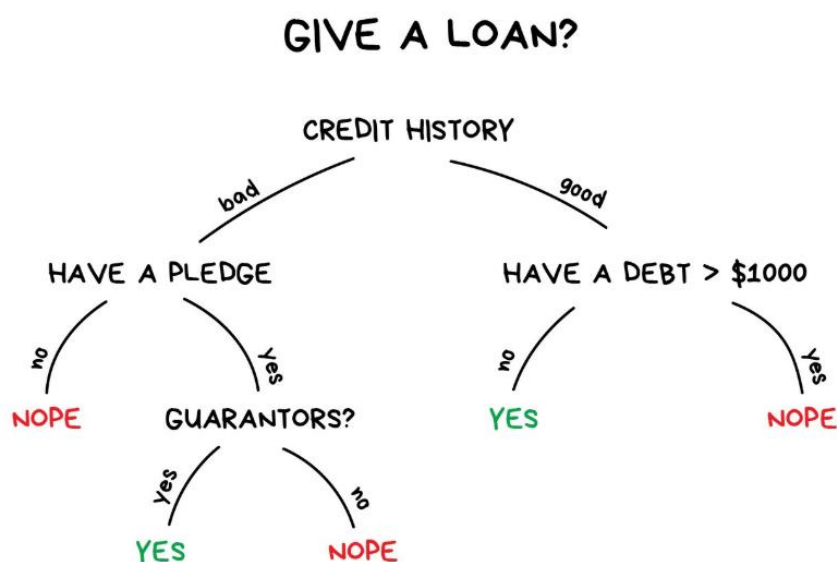 GIVE A LOAN?
CREDIT HISTORY
bad
good
HAVE A PLEDGE
HAVE A DEBT > $1000
no
yes
no
yes
NOPE
GUARANTORS?
YES
NOPE
yes
no
YES
NOPE